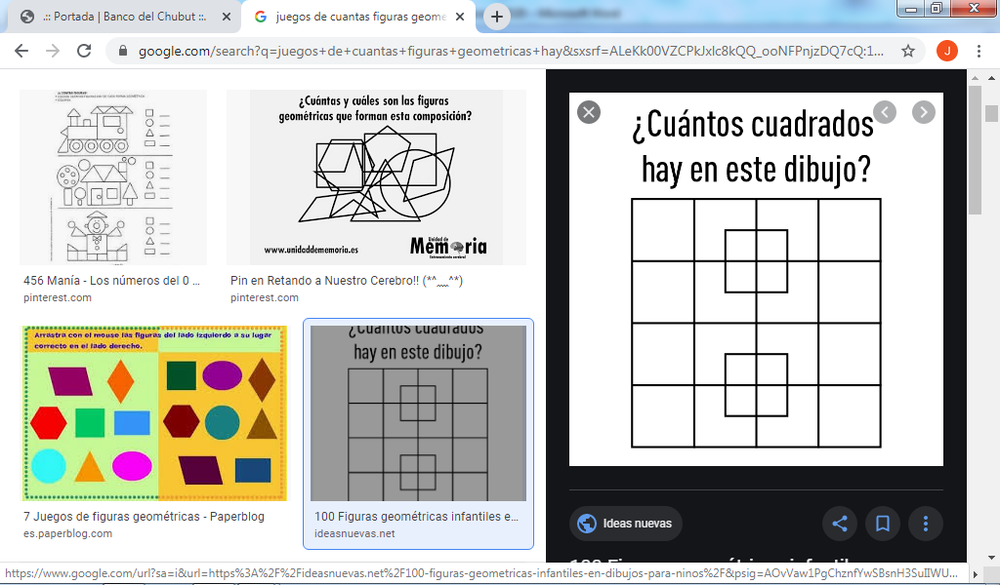 .:: Portada | Banco del Chubut ::.
juegos de cuantas figuras geome
google.com/search?q=juegos+de+cuantas+figuras+geometricas+hay&sxsrf=ALeKk00VZCPkJxlc8kQQ_ooNFPnjzDQ7cQ:1...
J
¿Cuántas y cuáles son las figuras
geométricas que forman esta composición?
www.unidaddememoria.es
Unidad de
Memoria
Entrenamiento cerebral
456 Manía - Los números del 0 ...
pinterest.com
Pin en Retando a Nuestro Cerebro!! (*^﹏^*)
pinterest.com
Arrastra con el mouse las figuras del lado izquierdo a su lugar
correcto en el lado derecho.
¿Cuántos cuadrados
hay en este dibujo?
7 Juegos de figuras geométricas - Paperblog
es.paperblog.com
100 Figuras geométricas infantiles e...
ideasnuevas.net
¿Cuántos cuadrados
hay en este dibujo?
Ideas nuevas
https://www.google.com/url?sa=i&url=https%3A%2F%2Fideasnuevas.net%2F100-figuras-geometricas-infantiles-en-dibujos-para-ninos%2F&psig=AOvVaw1PgChznfYwSBsnH3SuIIWU...